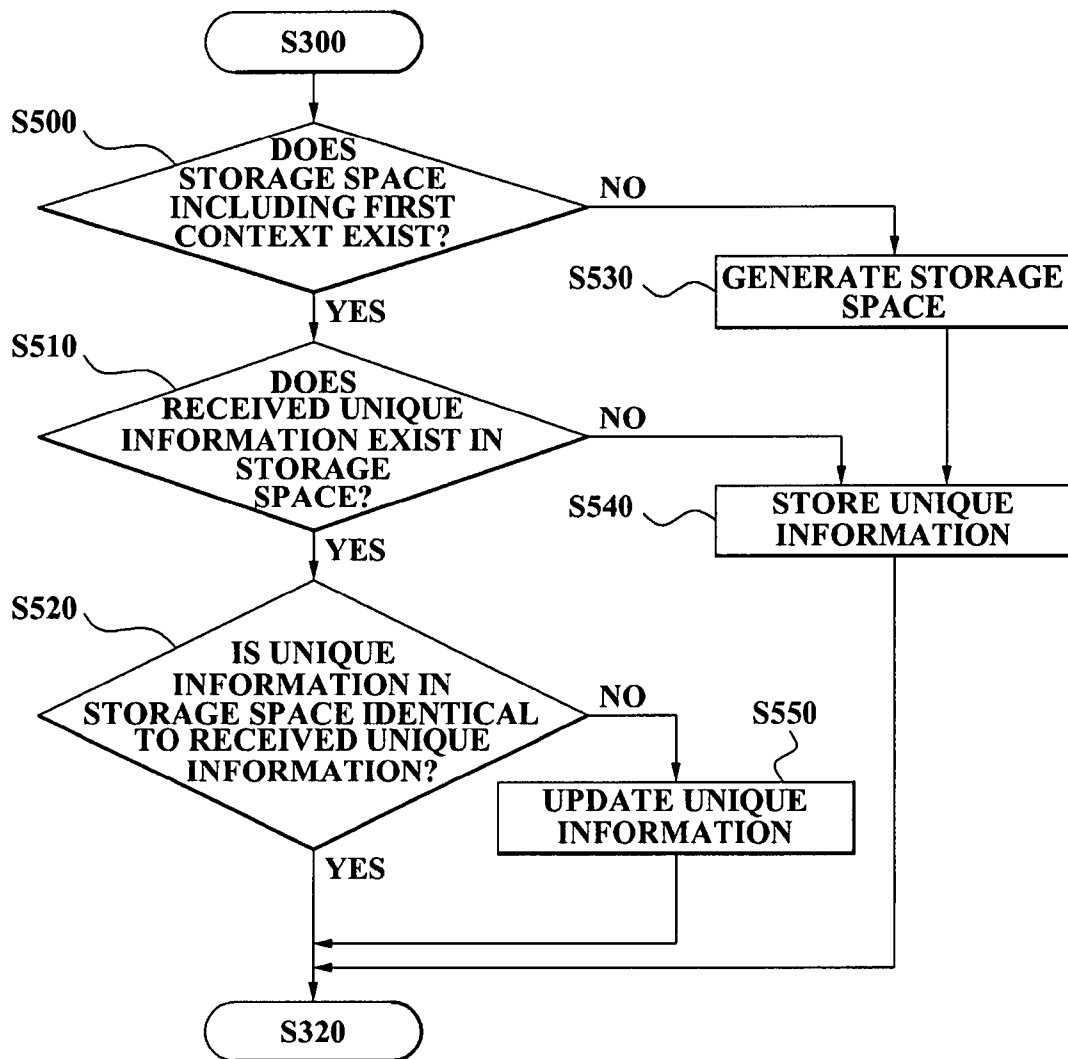 S300
S500
DOES
STORAGE SPACE
INCLUDING FIRST
CONTEXT EXIST?
NO
S530
GENERATE STORAGE
SPACE
YES
S510
DOES
RECEIVED UNIQUE
INFORMATION EXIST IN
STORAGE
SPACE?
NO
S540
STORE UNIQUE
INFORMATION
YES
S520
IS UNIQUE
INFORMATION IN
STORAGE SPACE IDENTICAL
TO RECEIVED UNIQUE
INFORMATION?
NO
S550
UPDATE UNIQUE
INFORMATION
YES
S320